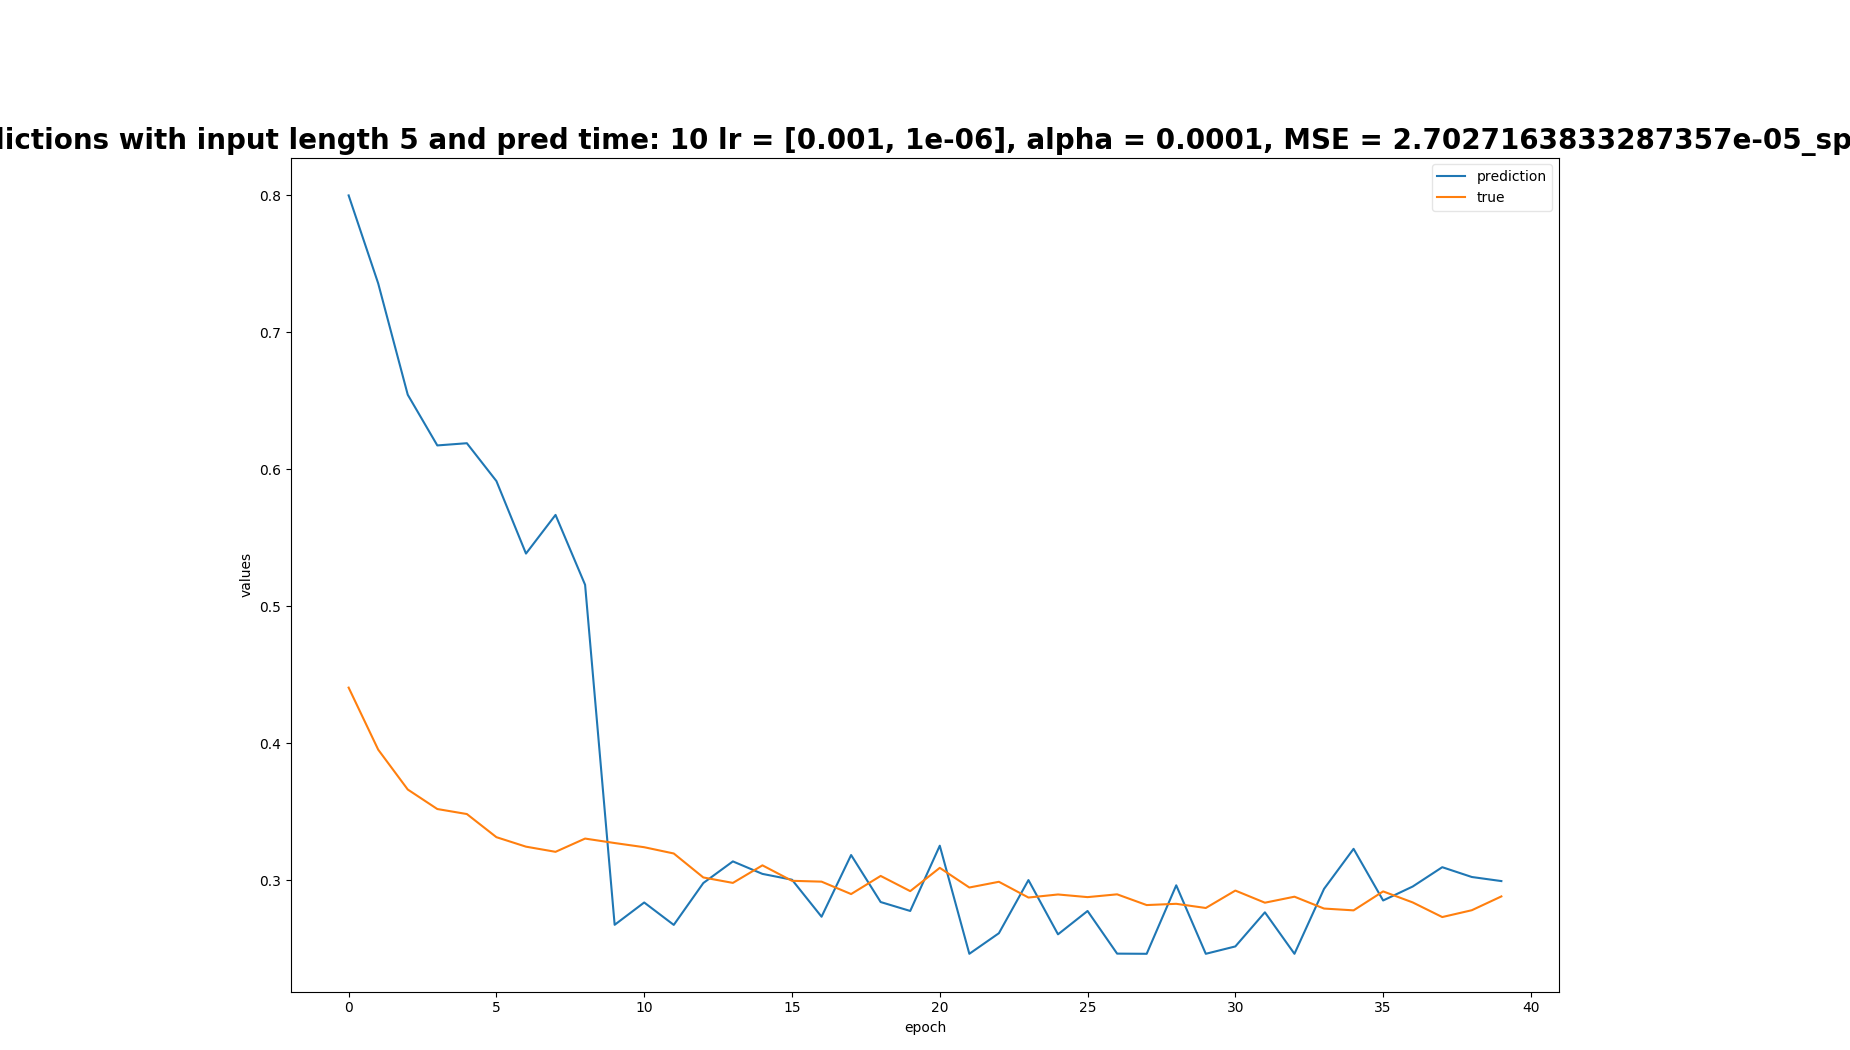 dictions with input length 5 and pred time: 10 lr = [0.001, 1e-06], alpha = 0.0001, MSE = 2.7027163833287357e-05_sp
prediction
true
0.8
0.7
0.6
0.5
0.4
0.3
values
0 5 10 15 20 25 30 35 40
epoch